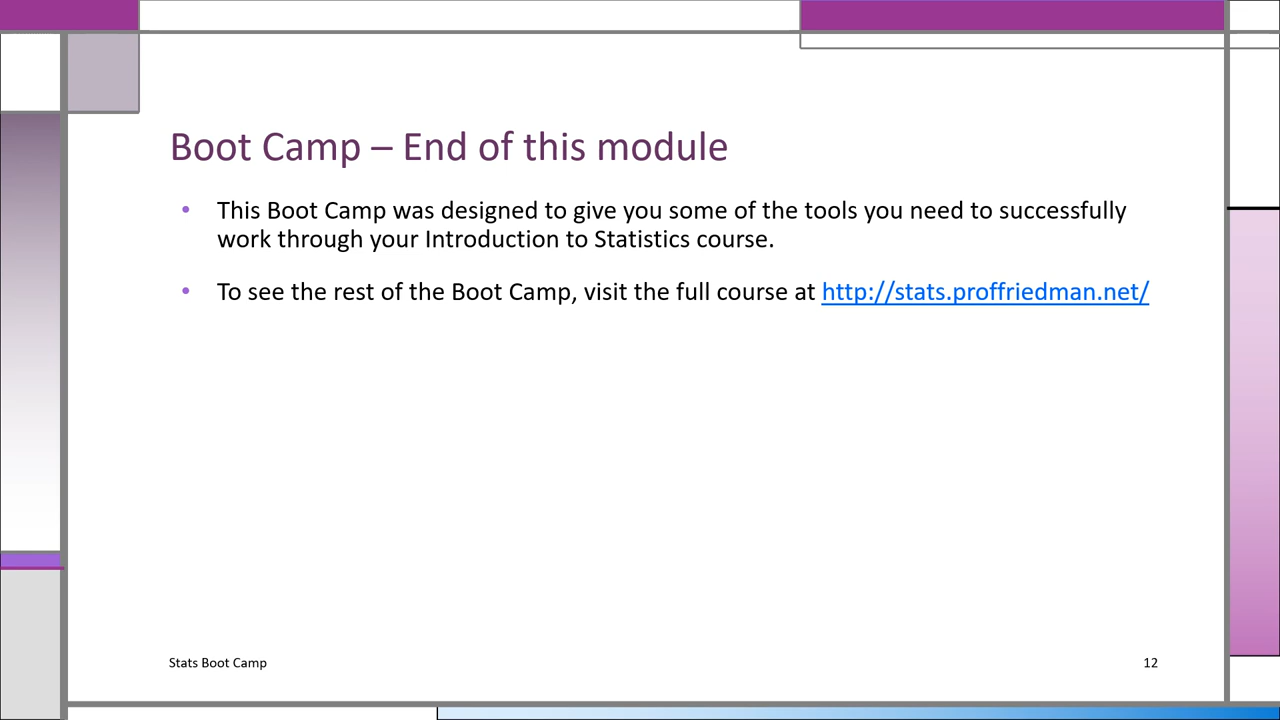 Boot Camp – End of this module
• This Boot Camp was designed to give you some of the tools you need to successfully
work through your Introduction to Statistics course.
• To see the rest of the Boot Camp, visit the full course at http://stats.proffriedman.net/
Stats Boot Camp
12